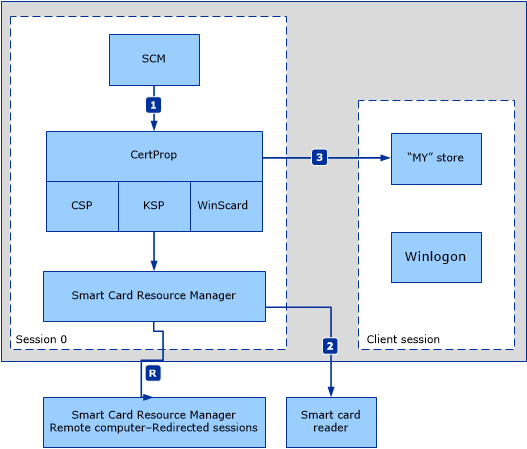 SCM
1
CertProp
3
"MY" store
CSP
KSP
WinScard
Winlogon
Smart Card Resource Manager
Session 0
2
Client session
R
Smart Card Resource Manager
Remote computer–Redirected sessions
Smart card
reader